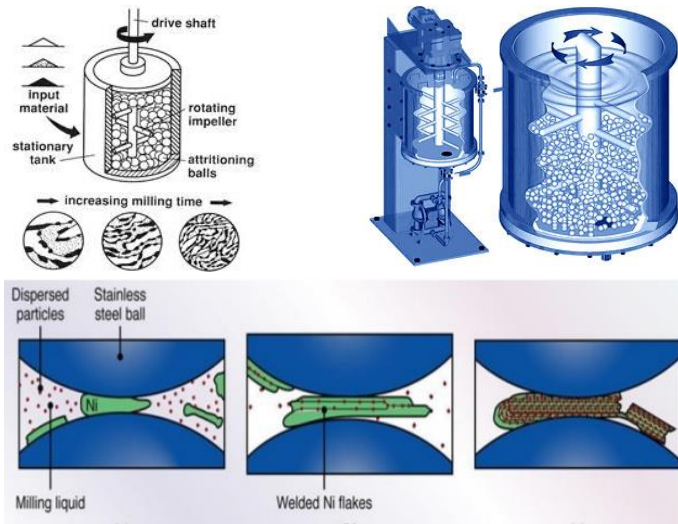 drive shaft
input
material
stationary
tank
rotating
impeller
attritioning
balls
increasing milling time
Dispersed
particles
Stainless
steel ball
Ni
Milling liquid
Welded Ni flakes